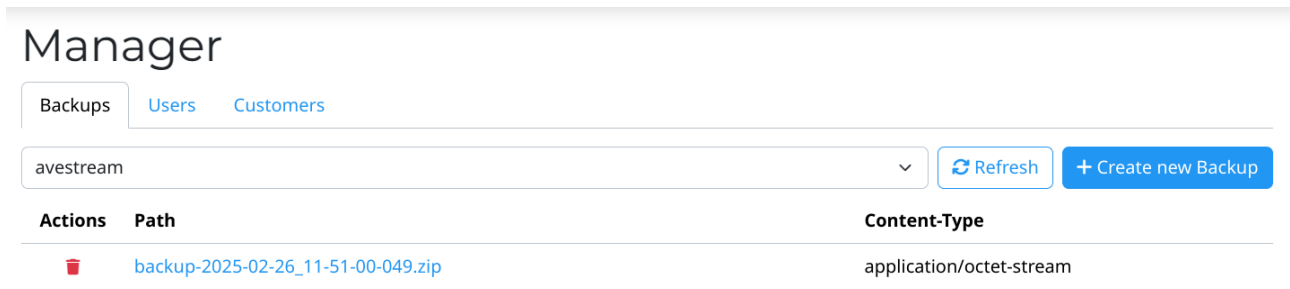 Manager
Backups Users Customers
avestream Refresh + Create new Backup
Actions Path Content-Type
backup-2025-02-26_11-51-00-049.zip application/octet-stream